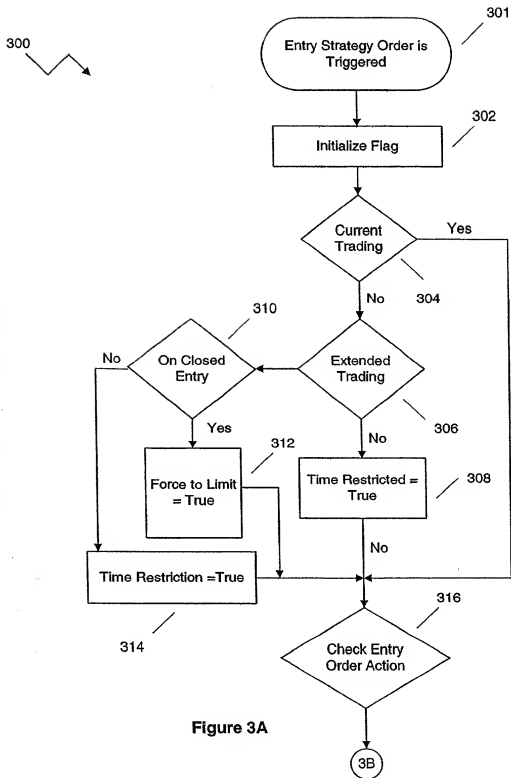 300
301
Entry Strategy Order is
Triggered
302
Initialize Flag
Current
Trading
Yes
304
No
310
On Closed
Entry
No
Extended
Trading
306
Yes
No
312
Force to Limit
= True
Time Restricted =
True
308
No
Time Restriction =True
314
316
Check Entry
Order Action
Figure 3A
3B